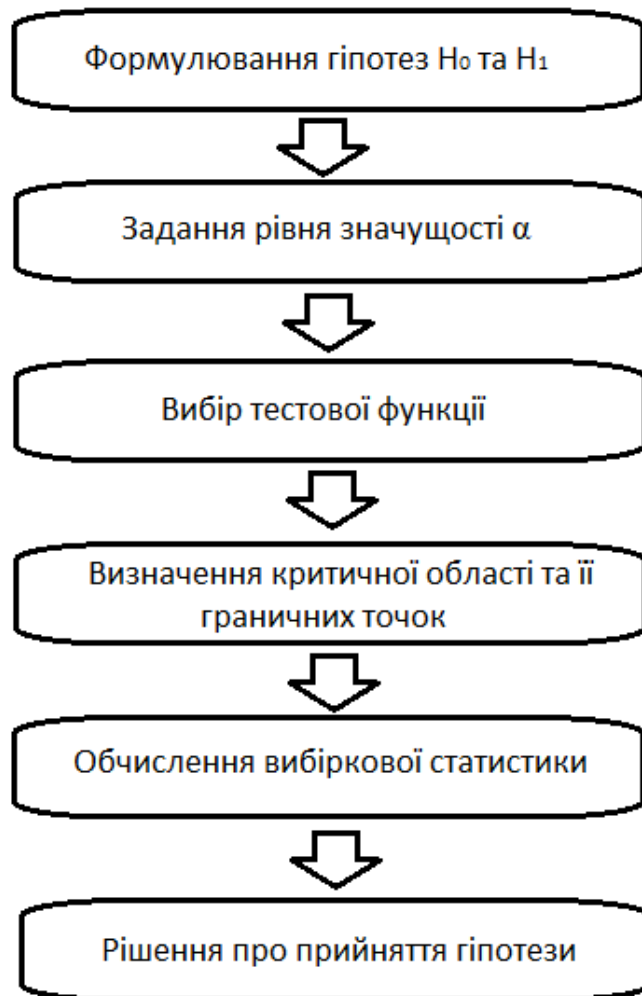 Формулювання гіпотез H₀ та H₁
Задання рівня значущості α
Вибір тестової функції
Визначення критичної області та її
граничних точок
Обчислення вибіркової статистики
Рішення про прийняття гіпотези